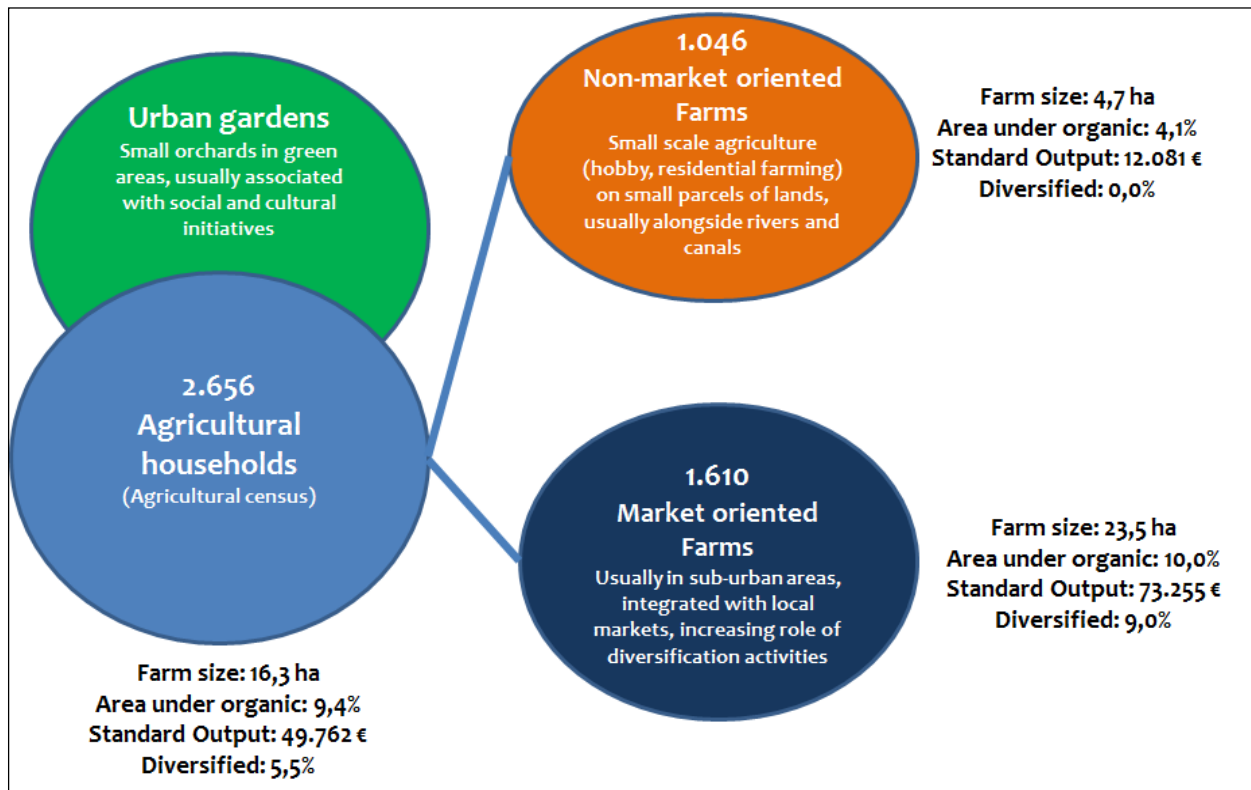 Urban gardens
Small orchards in green
areas, usually associated
with social and cultural
initiatives
2.656
Agricultural
households
(Agricultural census)
Farm size: 16,3 ha
Area under organic: 9,4%
Standard Output: 49.762 €
Diversified: 5,5%
1.046
Non-market oriented
Farms
Small scale agriculture
(hobby, residential farming)
on small parcels of lands,
usually alongside rivers and
canals
Farm size: 4,7 ha
Area under organic: 4,1%
Standard Output: 12.081 €
Diversified: 0,0%
1.610
Market oriented
Farms
Usually in sub-urban areas,
integrated with local
markets, increasing role of
diversification activities
Farm size: 23,5 ha
Area under organic: 10,0%
Standard Output: 73.255 €
Diversified: 9,0%